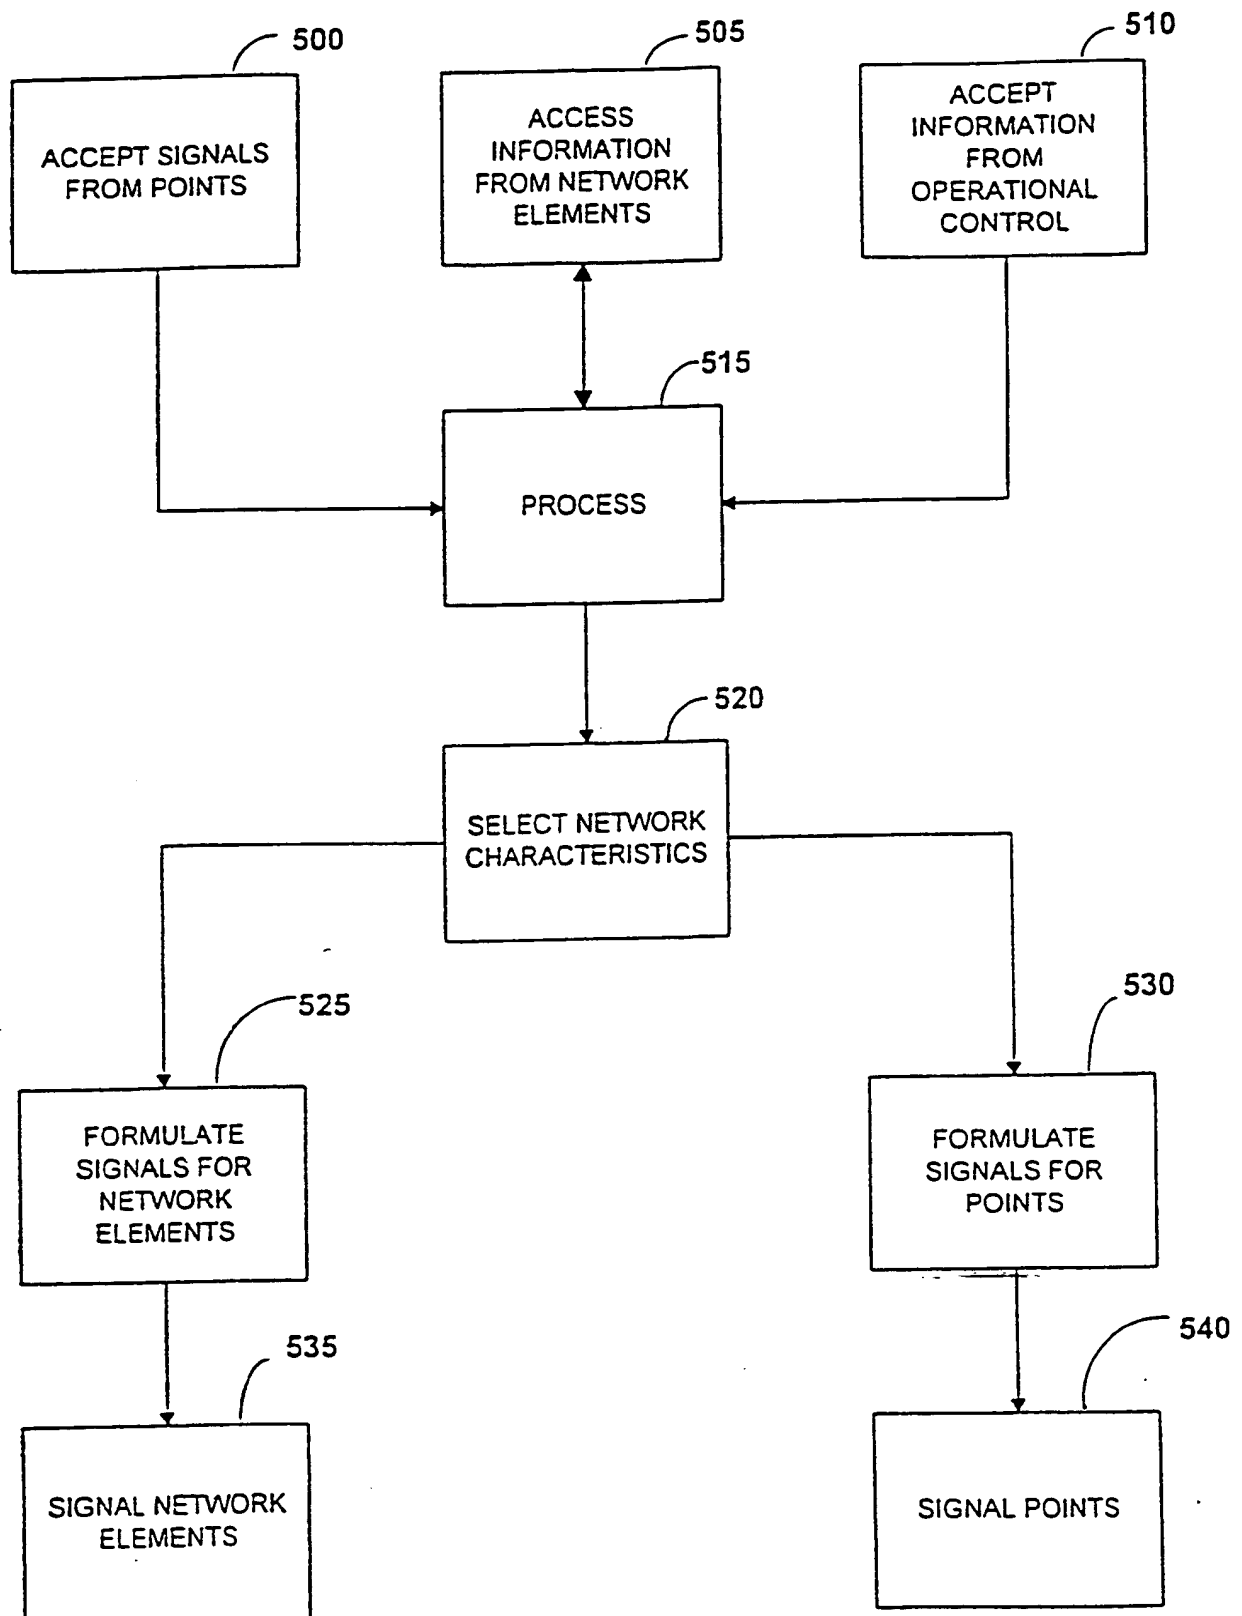 500
505
510
ACCEPT SIGNALS
FROM POINTS
ACCESS
INFORMATION
FROM NETWORK
ELEMENTS
ACCEPT
INFORMATION
FROM
OPERATIONAL
CONTROL
515
PROCESS
520
SELECT NETWORK
CHARACTERISTICS
525
530
FORMULATE
SIGNALS FOR
NETWORK
ELEMENTS
FORMULATE
SIGNALS FOR
POINTS
535
540
SIGNAL NETWORK
ELEMENTS
SIGNAL POINTS